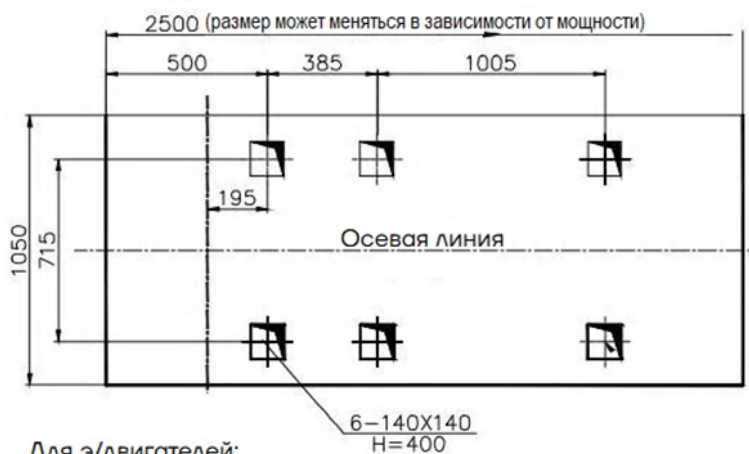 2500 (размер может меняться в зависимости от мощности)
500 385 1005
195
1050
715
Осевая линия
6-140X140
H=400
Для э/двигателей: